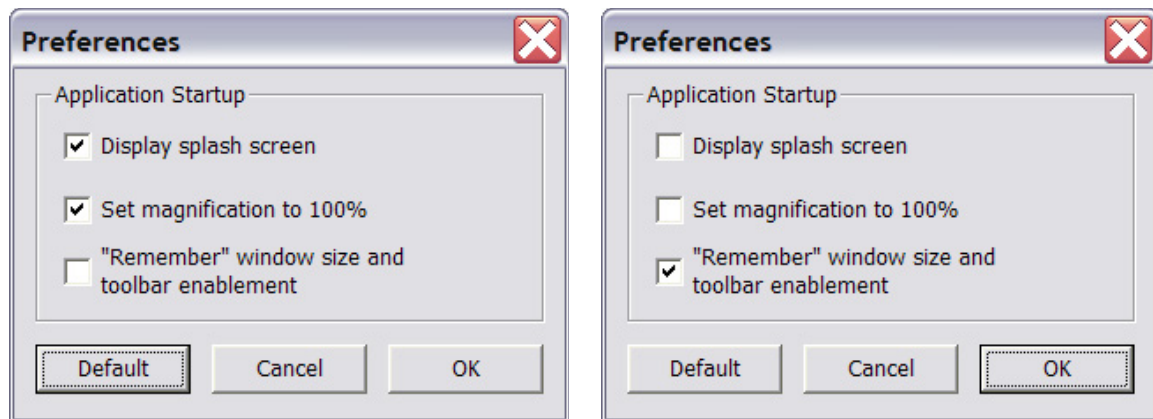 Preferences
Application Startup
Display splash screen
Set magnification to 100%
"Remember" window size and
toolbar enablement
Default
Cancel
OK
Preferences
Application Startup
Display splash screen
Set magnification to 100%
"Remember" window size and
toolbar enablement
Default
Cancel
OK